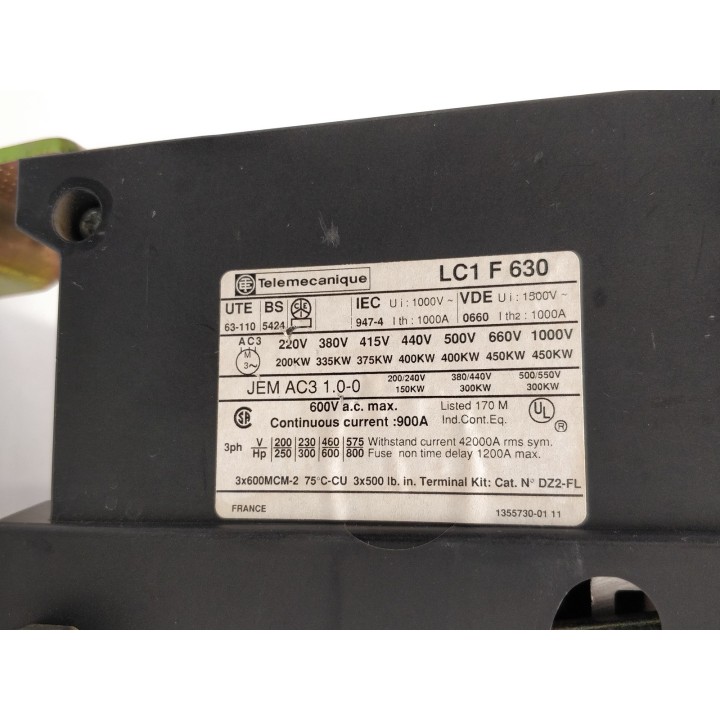 Telemecanique LC1 F 630
UTE BS IEC Ui : 1000V ~ VDE Ui : 1500V ~
63-110 5424 947-4 Ith : 1000A 0660 Ith2 : 1000A
AC3 220V 380V 415V 440V 500V 660V 1000V
M 3~ 200KW 335KW 375KW 400KW 400KW 450KW 450KW
JEM AC3 1.0-0 200/240V 380/440V 500/550V
150KW 300KW 300KW
600V a.c. max. Listed 170 M
Continuous current :900A Ind.Cont.Eq.
3ph V 200 230 460 575 Withstand current 42000A rms sym.
Hp 250 300 600 800 Fuse non time delay 1200A max.
3x600MCM-2 75°C-CU 3x500 lb. in. Terminal Kit: Cat. N° DZ2-FL
FRANCE 1355730-01 11